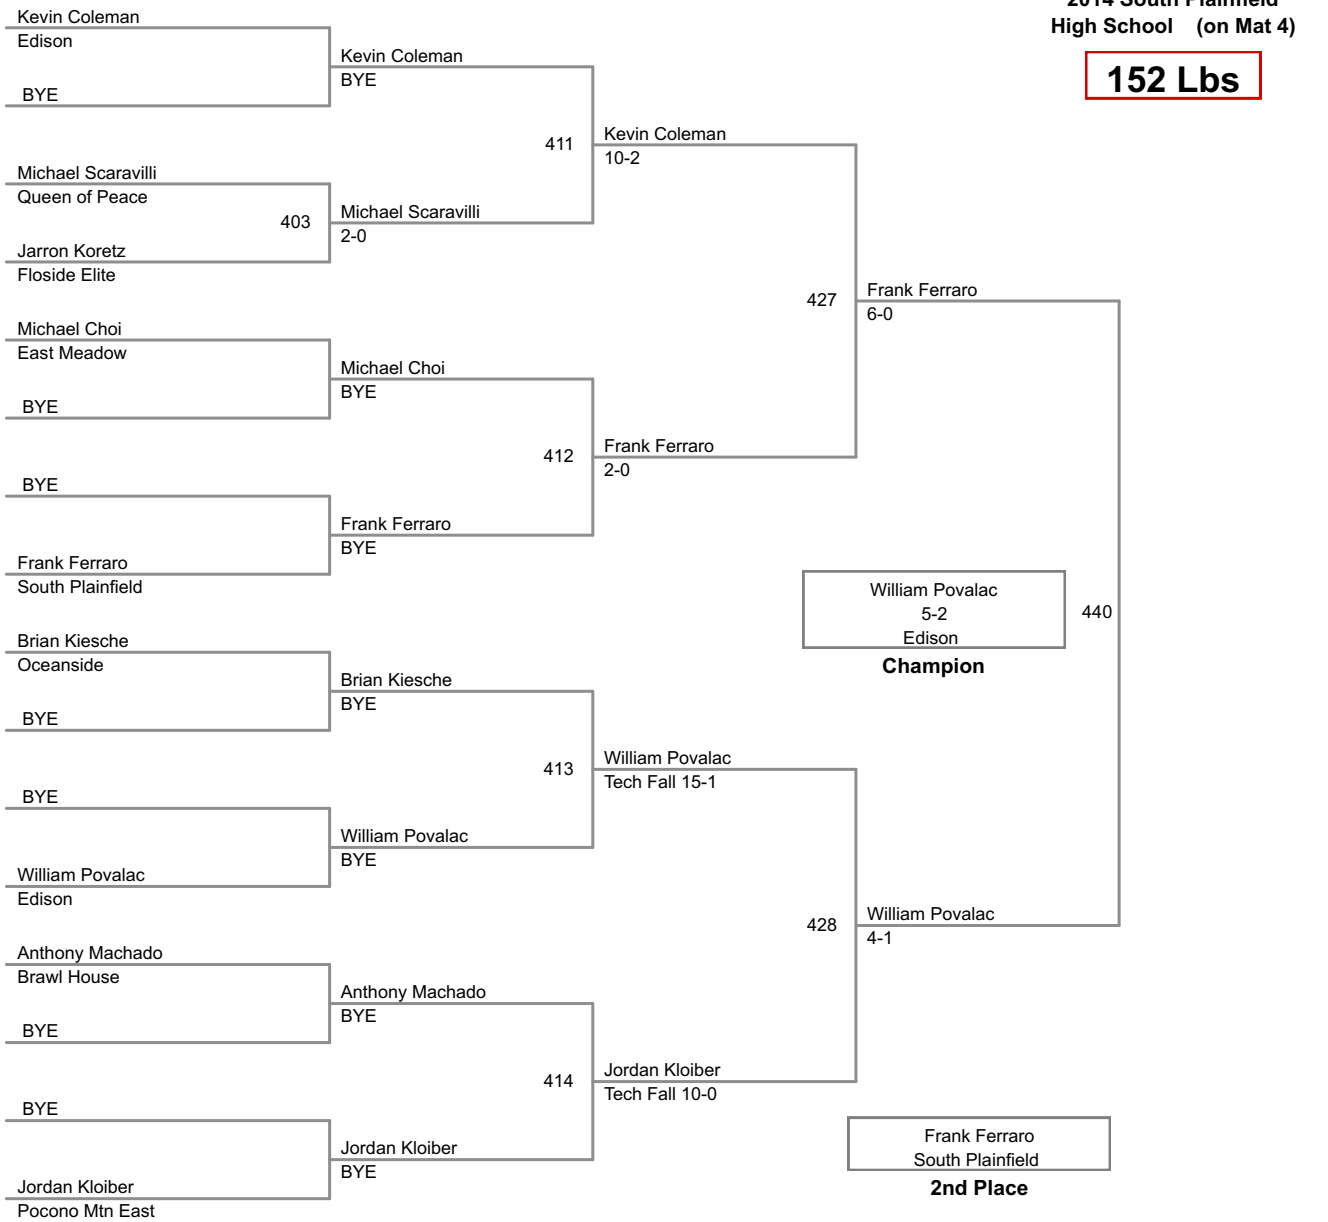 2014 South Plainfield
High School (on Mat 4)
152 Lbs
Kevin Coleman
Edison
BYE
Kevin Coleman
BYE
411
Kevin Coleman
10-2
Michael Scaravilli
Queen of Peace
403
Michael Scaravilli
2-0
Jarron Koretz
Floside Elite
427
Frank Ferraro
6-0
Michael Choi
East Meadow
Michael Choi
BYE
BYE
412
Frank Ferraro
2-0
BYE
Frank Ferraro
BYE
Frank Ferraro
South Plainfield
William Povalac
5-2
Edison
Champion
440
Brian Kiesche
Oceanside
Brian Kiesche
BYE
BYE
413
William Povalac
Tech Fall 15-1
BYE
William Povalac
BYE
William Povalac
Edison
428
William Povalac
4-1
Anthony Machado
Brawl House
Anthony Machado
BYE
BYE
414
Jordan Kloiber
Tech Fall 10-0
BYE
Jordan Kloiber
BYE
Jordan Kloiber
Pocono Mtn East
Frank Ferraro
South Plainfield
2nd Place